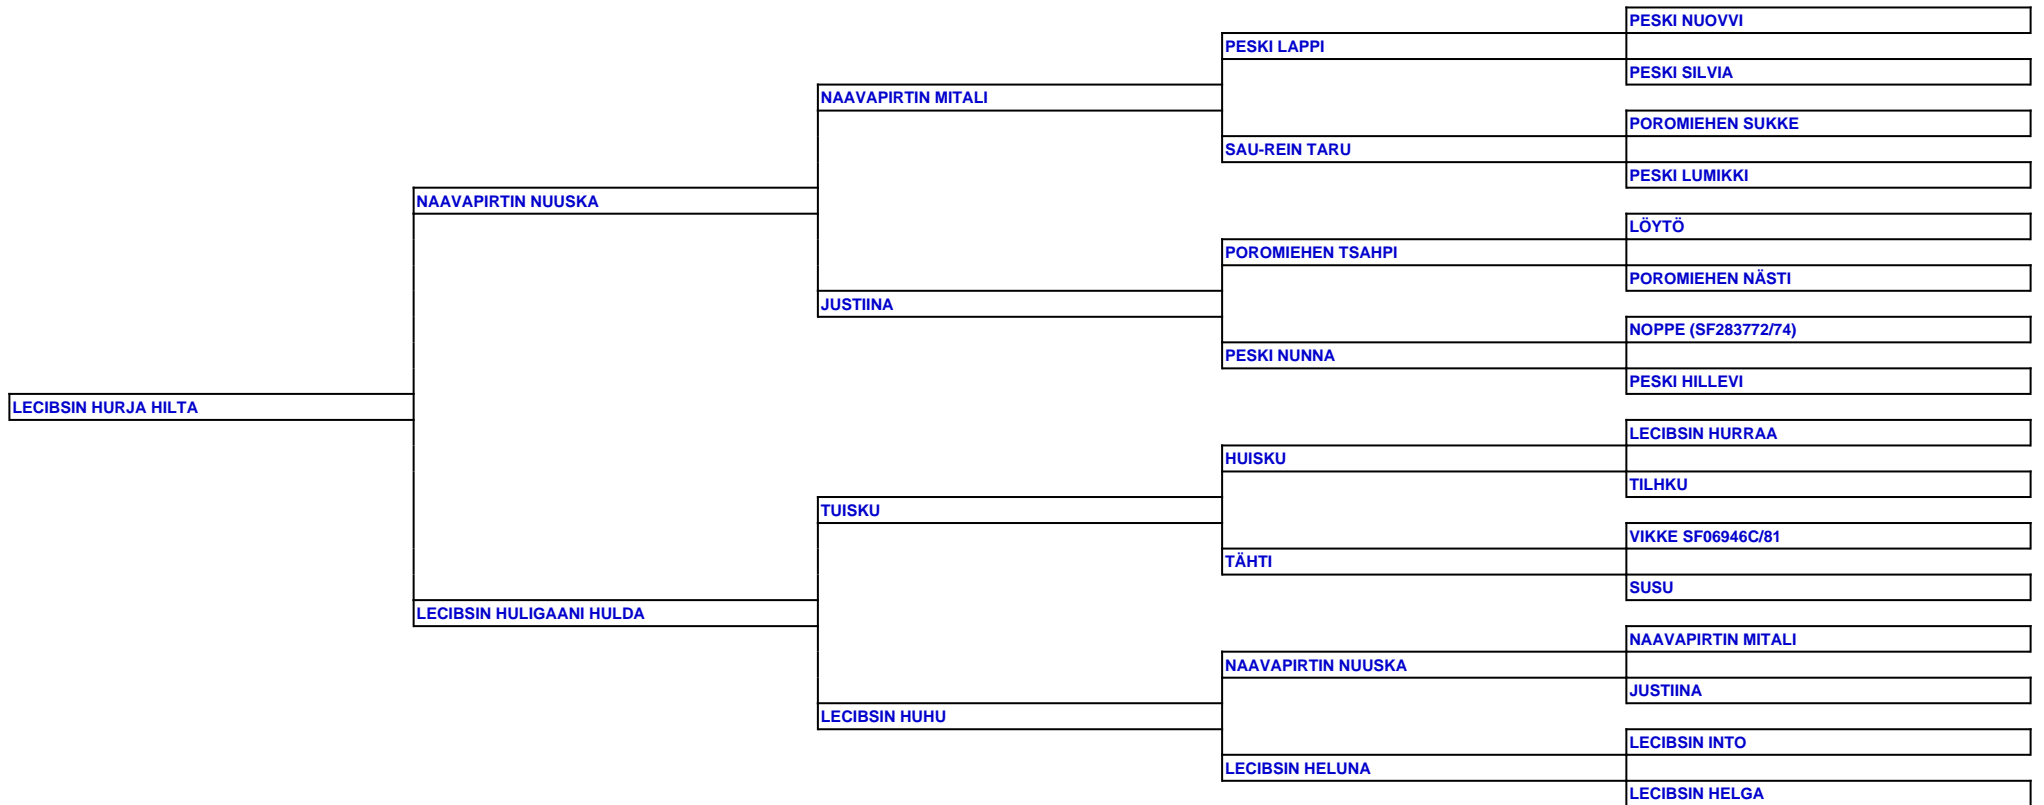 PESKI NUOVVI
PESKI LAPPI
PESKI SILVIA
NAAVAPIRTIN MITALI
POROMIEHEN SUKKE
SAU-REIN TARU
PESKI LUMIKKI
NAAVAPIRTIN NUUSKA
LÖYTÖ
POROMIEHEN TSAHPI
POROMIEHEN NÄSTI
JUSTIINA
NOPPE (SF283772/74)
PESKI NUNNA
PESKI HILLEVI
LECIBSIN HURJA HILTA
LECIBSIN HURRAA
HUISKU
TILHKU
TUISKU
VIKKE SF06946C/81
TÄHTI
SUSU
LECIBSIN HULIGAANI HULDA
NAAVAPIRTIN MITALI
NAAVAPIRTIN NUUSKA
JUSTIINA
LECIBSIN HUHU
LECIBSIN INTO
LECIBSIN HELUNA
LECIBSIN HELGA